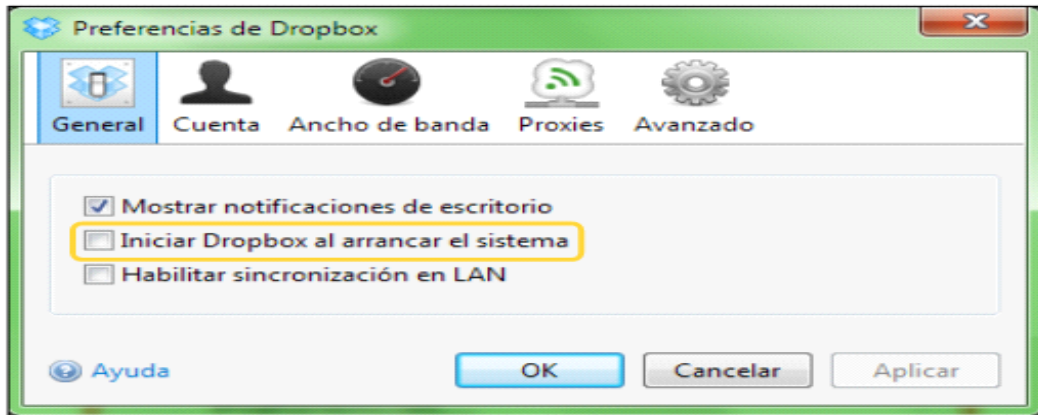 Preferencias de Dropbox
General Cuenta Ancho de banda Proxies Avanzado
Mostrar notificaciones de escritorio
Iniciar Dropbox al arrancar el sistema
Habilitar sincronización en LAN
Ayuda OK Cancelar Aplicar